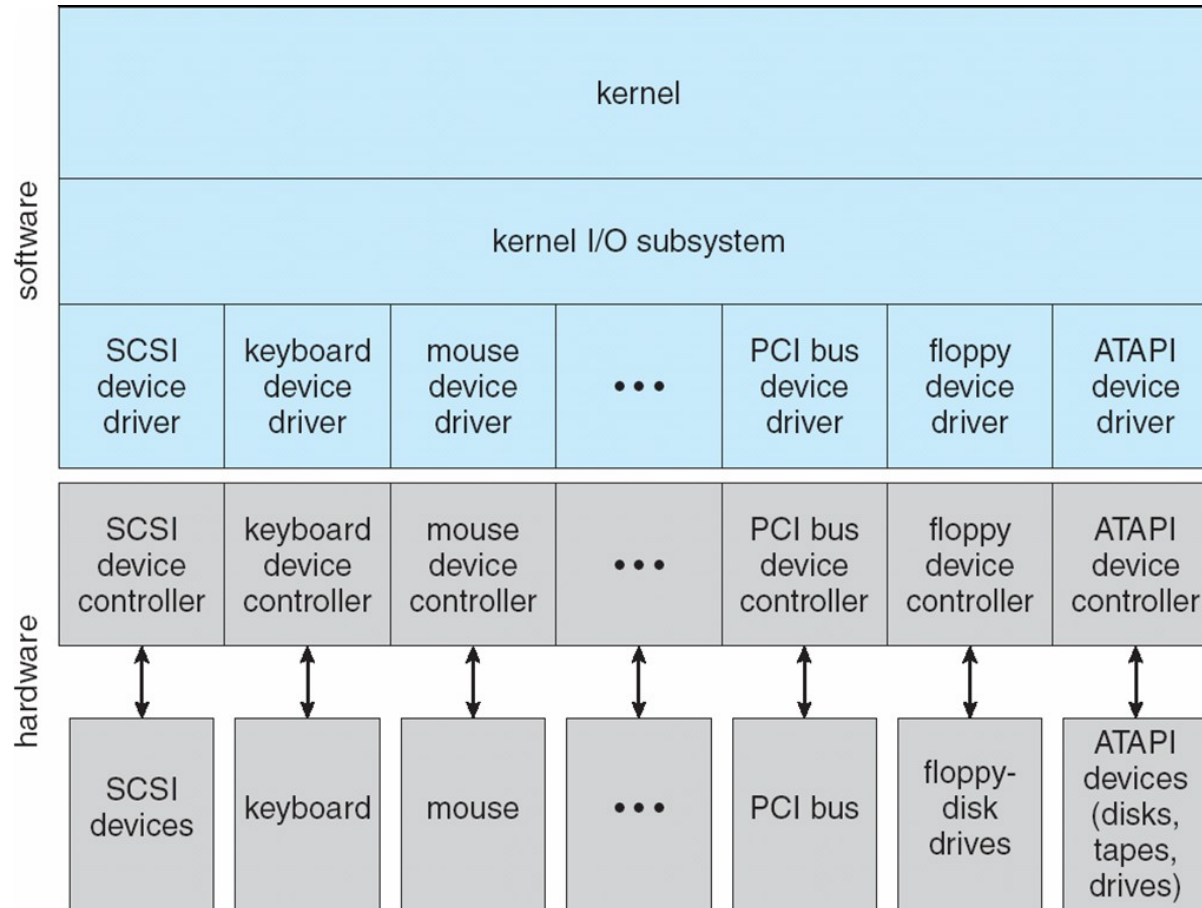 kernel
kernel I/O subsystem
software
SCSI
device
driver
keyboard
device
driver
mouse
device
driver
•••
PCI bus
device
driver
floppy
device
driver
ATAPI
device
driver
hardware
SCSI
device
controller
keyboard
device
controller
mouse
device
controller
•••
PCI bus
device
controller
floppy
device
controller
ATAPI
device
controller
SCSI
devices
keyboard
mouse
•••
PCI bus
floppy-
disk
drives
ATAPI
devices
(disks,
tapes,
drives)